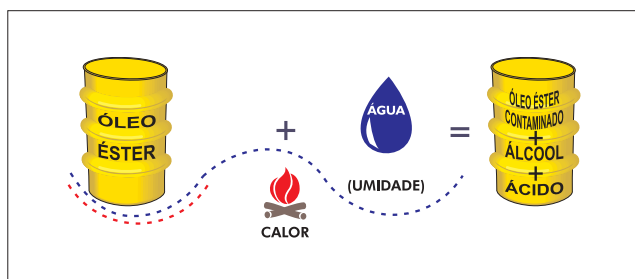 ÓLEO
ÉSTER
+
CALOR
ÁGUA
(UMIDADE)
=
ÓLEO ÉSTER
CONTAMINADO
+
ÁLCOOL
+
ÁCIDO